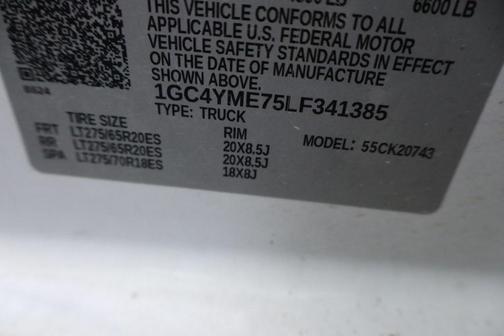 6600 LB
THIS VEHICLE CONFORMS TO ALL
APPLICABLE U.S. FEDERAL MOTOR
VEHICLE SAFETY STANDARDS IN EFFECT
ON THE DATE OF MANUFACTURE
SHOWN ABOVE.
1GC4YME75LF341385
TYPE: TRUCK
8624
TIRE SIZE RIM MODEL: 55CK20743
FRT LT275/65R20ES 20X8.5J
RR LT275/65R20ES 20X8.5J
SPA LT275/70R18ES 18X8J